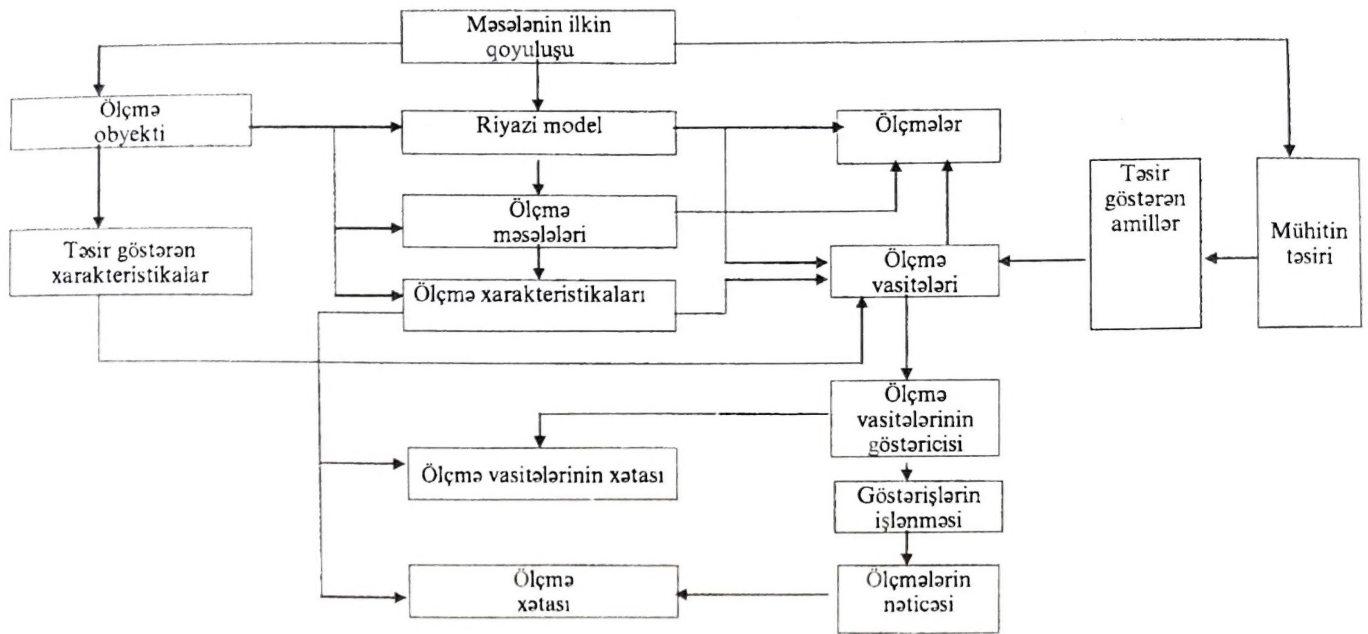 Məsələnin ilkin
qoyuluşu
Ölçmə
obyekti
Riyazi model
Ölçmələr
Təsir
göstərən
amillər
Mühitin
təsiri
Ölçmə
məsələləri
Təsir göstərən
xarakteristikalar
Ölçmə
vasitələri
Ölçmə xarakteristikaları
Ölçmə
vasitələrinin
göstəricisi
Ölçmə vasitələrinin xətası
Göstərişlərin
işlənməsi
Ölçmə
xətası
Ölçmələrin
nəticəsi